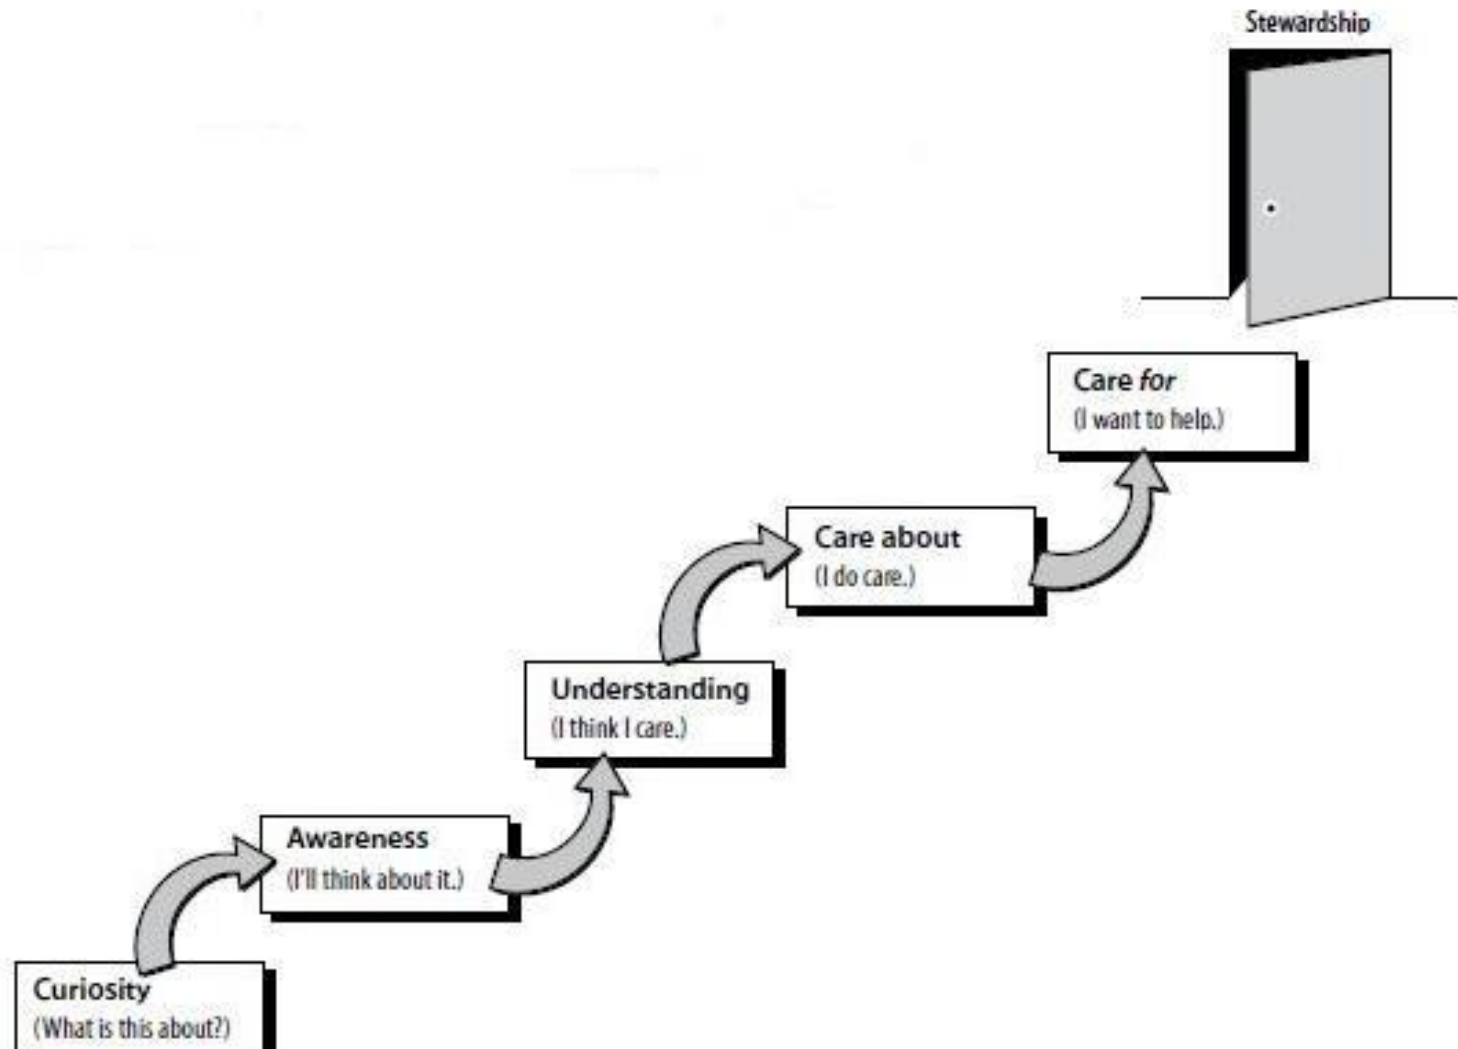 Stewardship
Care for
(I want to help.)
Care about
(I do care.)
Understanding
(I think I care.)
Awareness
(I'll think about it.)
Curiosity
(What is this about?)